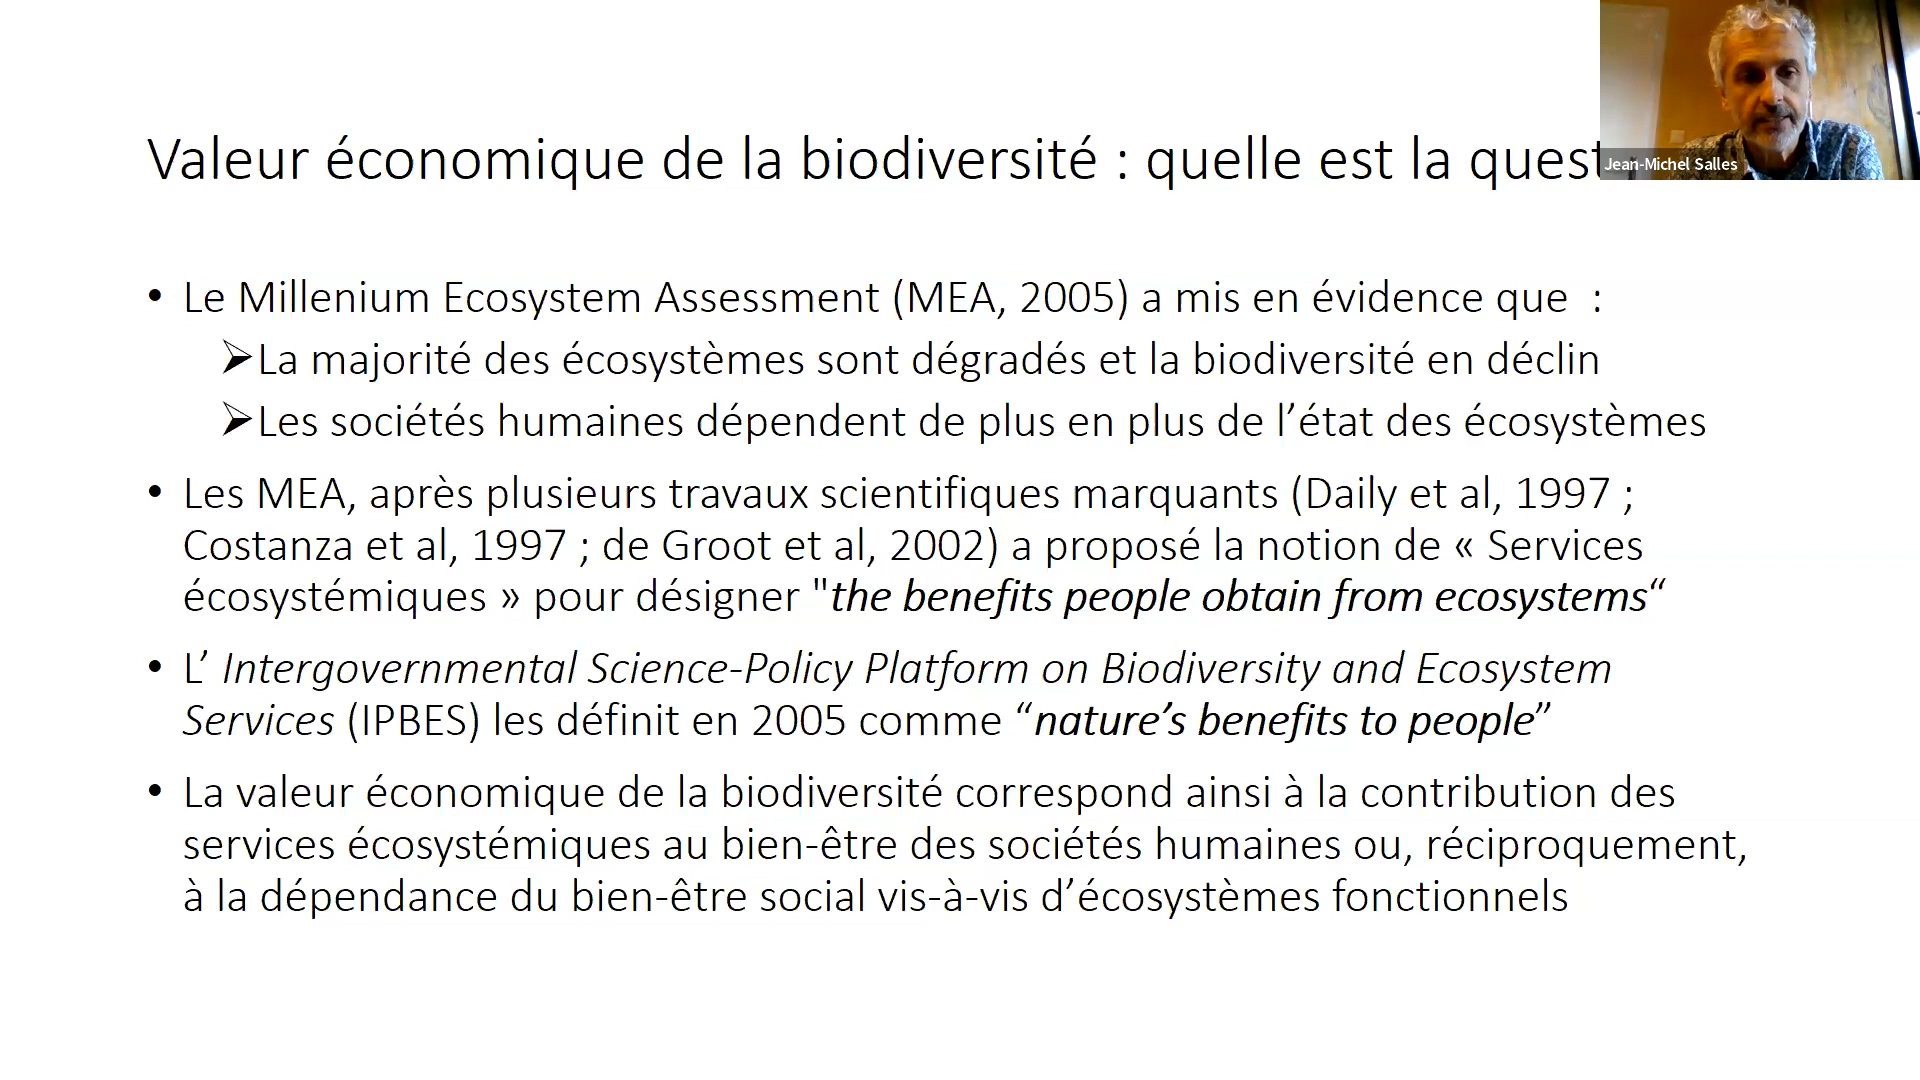 Valeur économique de la biodiversité : quelle est la quest
Jean-Michel Salles
• Le Millenium Ecosystem Assessment (MEA, 2005) a mis en évidence que :
➢La majorité des écosystèmes sont dégradés et la biodiversité en déclin
➢Les sociétés humaines dépendent de plus en plus de l’état des écosystèmes
• Les MEA, après plusieurs travaux scientifiques marquants (Daily et al, 1997 ;
Costanza et al, 1997 ; de Groot et al, 2002) a proposé la notion de « Services
écosystémiques » pour désigner "the benefits people obtain from ecosystems“
• L’ Intergovernmental Science-Policy Platform on Biodiversity and Ecosystem
Services (IPBES) les définit en 2005 comme “nature’s benefits to people”
• La valeur économique de la biodiversité correspond ainsi à la contribution des
services écosystémiques au bien-être des sociétés humaines ou, réciproquement,
à la dépendance du bien-être social vis-à-vis d’écosystèmes fonctionnels